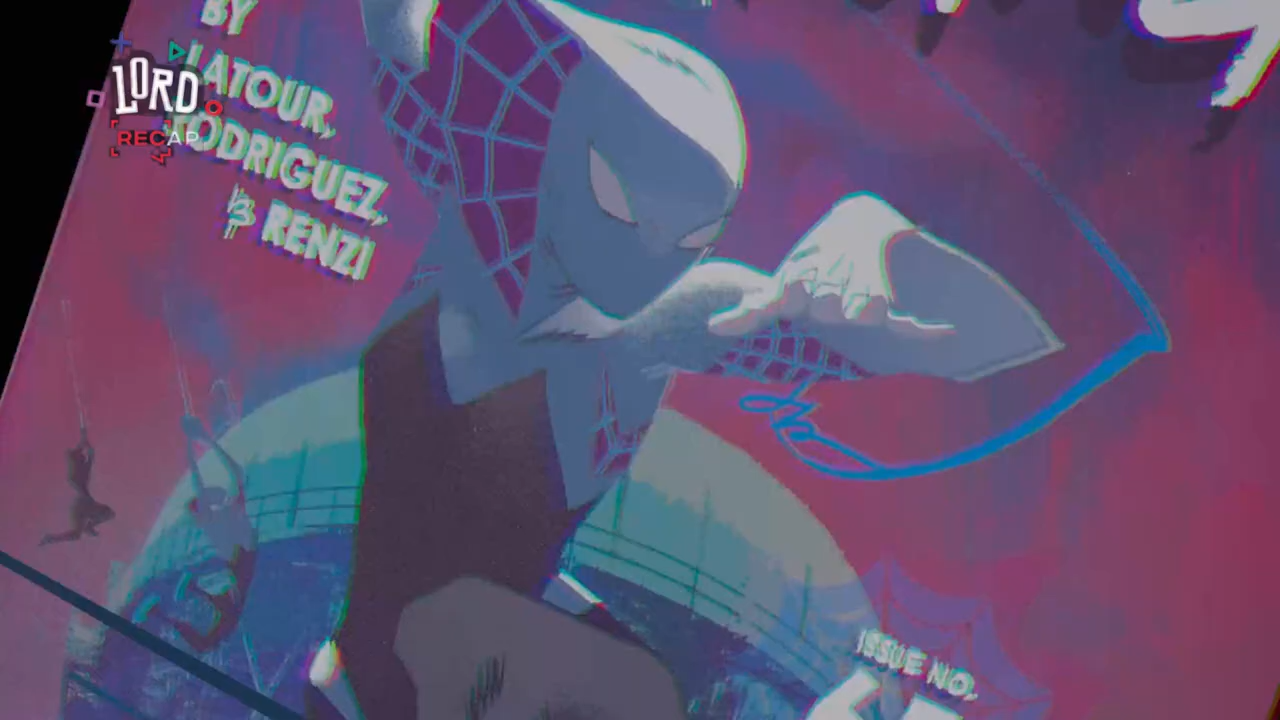 BY
LATOUR,
RODRIGUEZ,
& RENZI
LORD
RECAP
ISSUE NO.